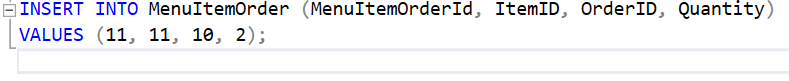 INSERT INTO MenuItemOrder (MenuItemOrderId, ItemID, OrderID, Quantity)
VALUES (11, 11, 10, 2);